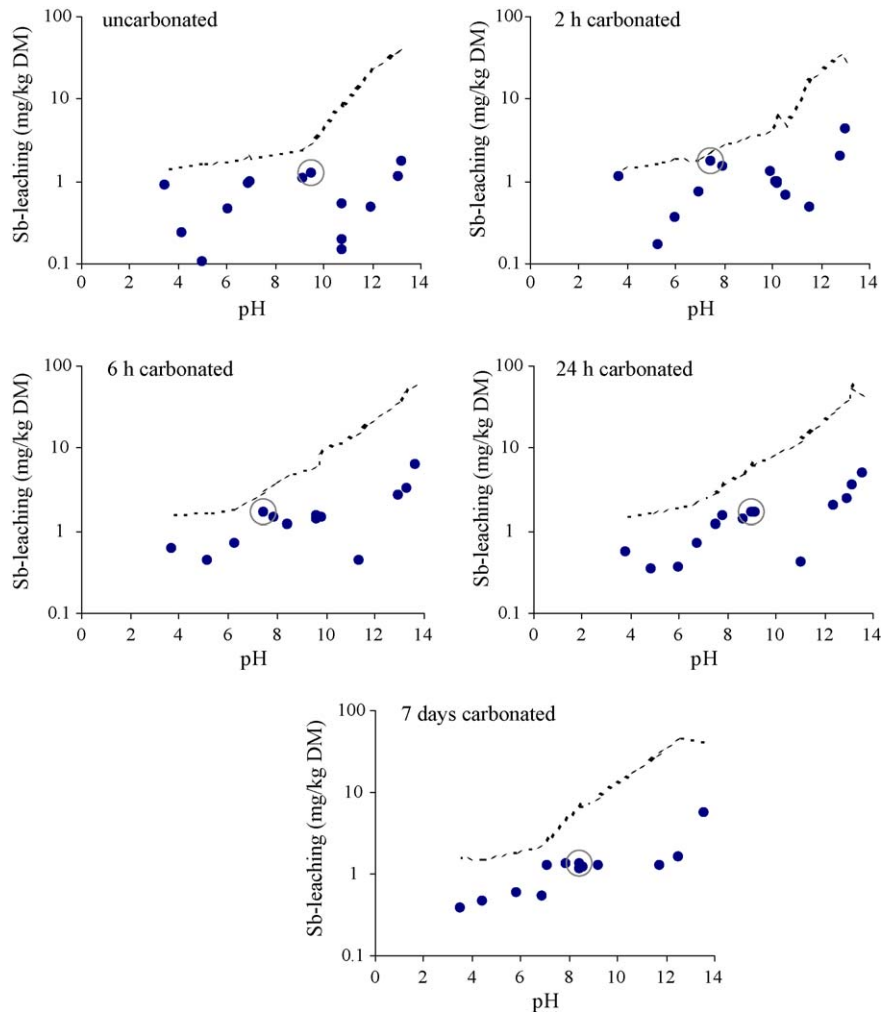 uncarbonated
Sb-leaching (mg/kg DM)
100
10
1
0.1
0 2 4 6 8 10 12 14
pH
2 h carbonated
Sb-leaching (mg/kg DM)
100
10
1
0.1
0 2 4 6 8 10 12 14
pH
6 h carbonated
Sb-leaching (mg/kg DM)
100
10
1
0.1
0 2 4 6 8 10 12 14
pH
24 h carbonated
Sb-leaching (mg/kg DM)
100
10
1
0.1
0 2 4 6 8 10 12 14
pH
7 days carbonated
Sb-leaching (mg/kg DM)
100
10
1
0.1
0 2 4 6 8 10 12 14
pH